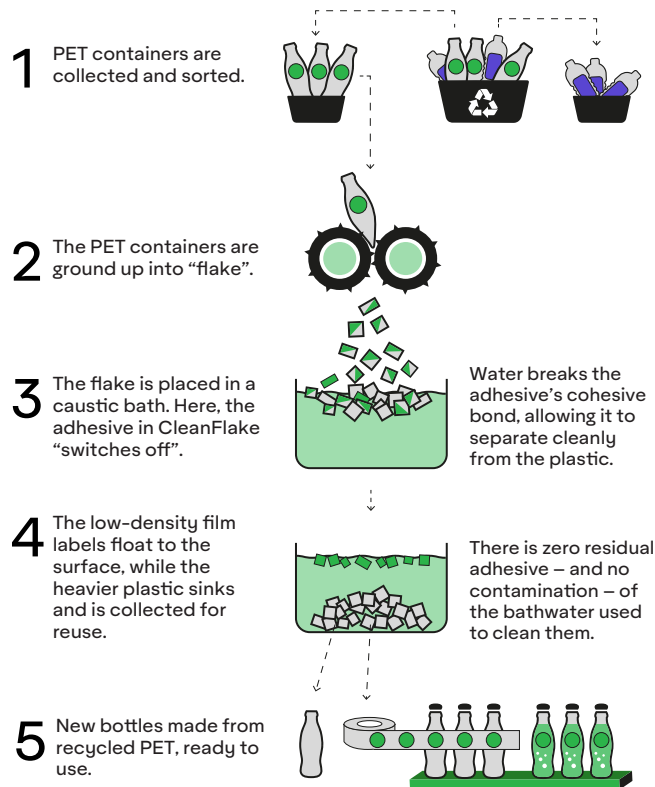 1
PET containers are
collected and sorted.
2
The PET containers are
ground up into “flake”.
3
The flake is placed in a
caustic bath. Here, the
adhesive in CleanFlake
“switches off”.
Water breaks the
adhesive’s cohesive
bond, allowing it to
separate cleanly
from the plastic.
4
The low-density film
labels float to the
surface, while the
heavier plastic sinks
and is collected for
reuse.
There is zero residual
adhesive – and no
contamination – of
the bathwater used
to clean them.
5
New bottles made from
recycled PET, ready to
use.